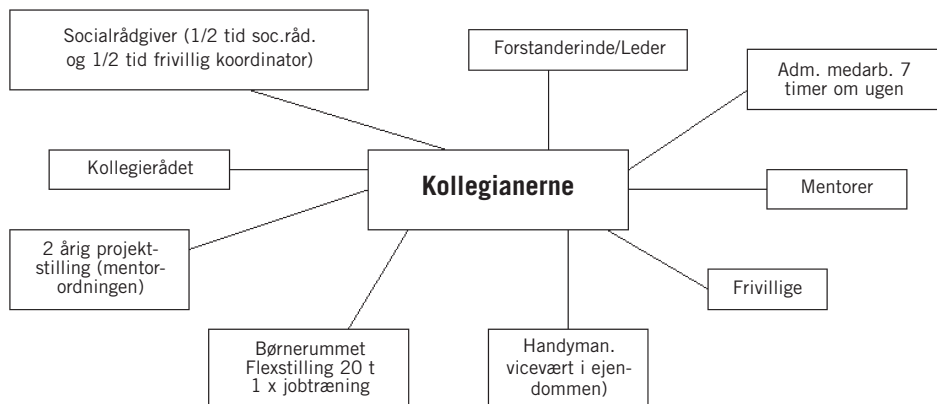 Socialrådgiver (1/2 tid soc.råd.
og 1/2 tid frivillig koordinator)
Forstanderinde/Leder
Adm. medarb. 7
timer om ugen
Kollegierådet
Kollegianerne
Mentorer
2 årig projekt-
stilling (mentor-
ordningen)
Frivillige
Børnerummet
Flexstilling 20 t
1 x jobtræning
Handyman.
vicevært i ejen-
dommen)